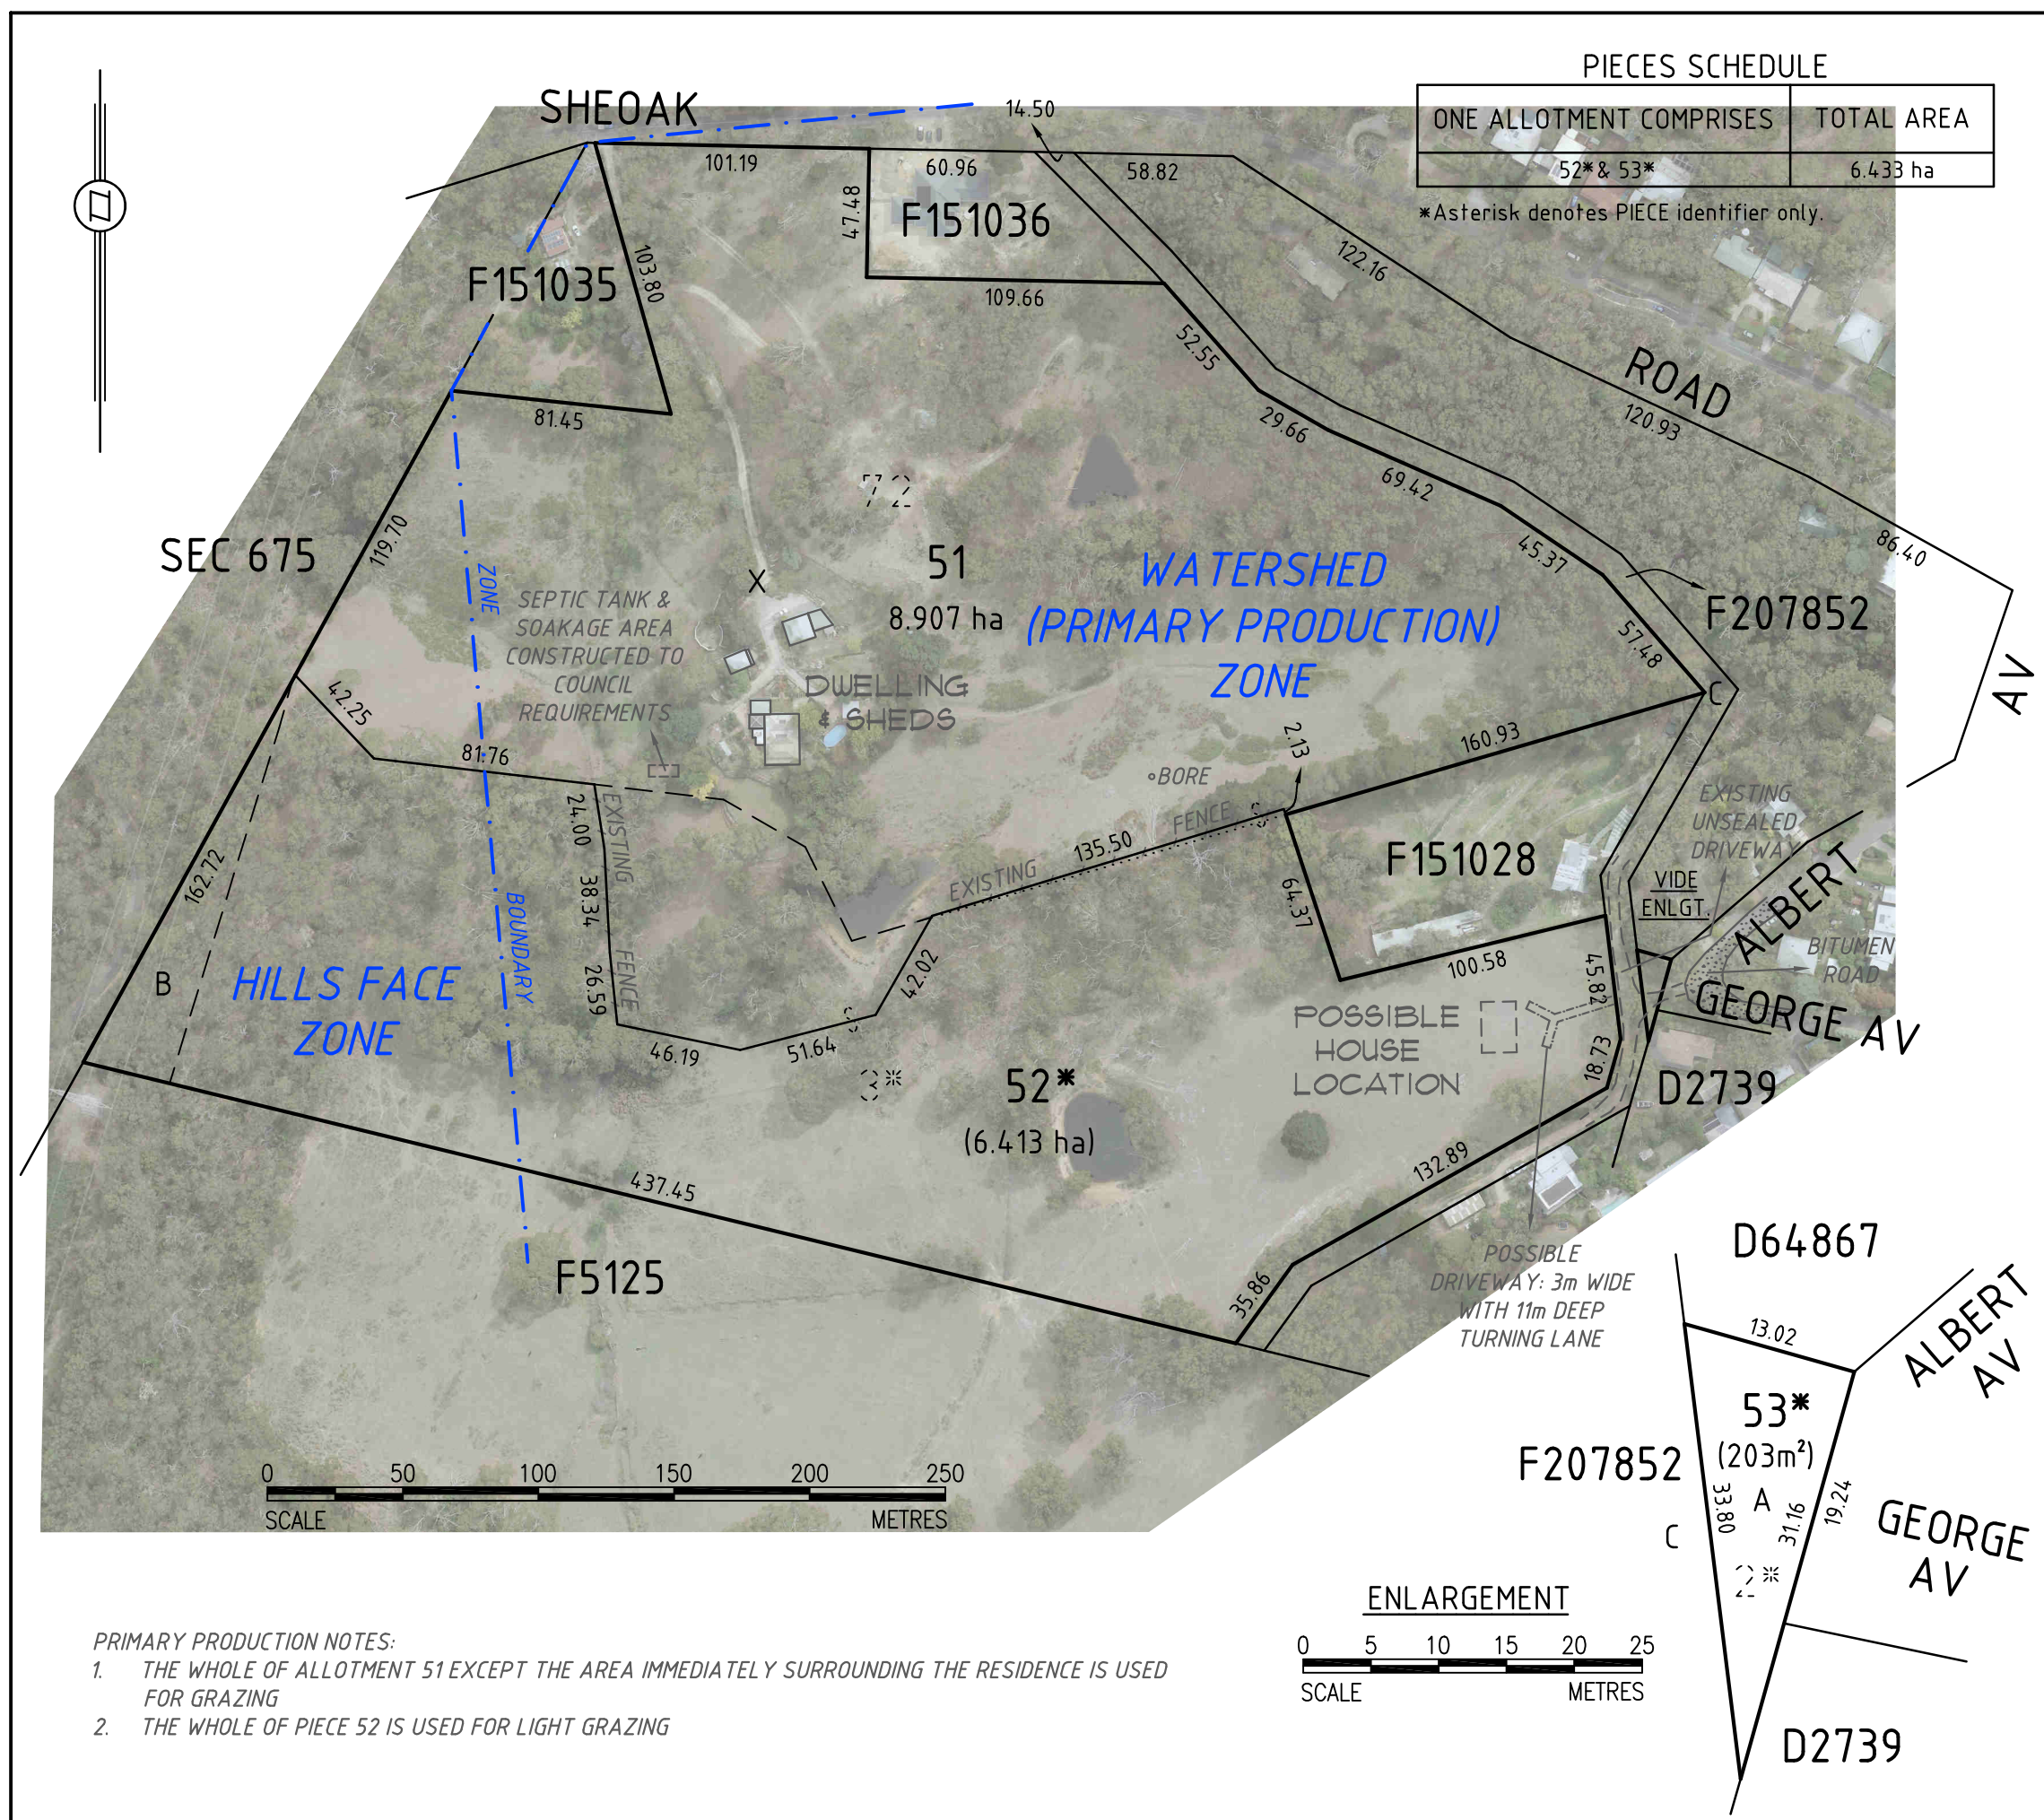 PIECES SCHEDULE
ONE ALLOTMENT COMPRISES TOTAL AREA
52*& 53* 6.433 ha
*Asterisk denotes PIECE identifier only.
SHEOAK
14.50
101.19
60.96
58.82
47.48
F151036
F151035
103.80
109.66
122.16
52.55
ROAD
81.45
29.66
120.93
69.42
72
119.70
SEC 675
45.37
86.40
51
8.907 ha
X
WATERSHED
(PRIMARY PRODUCTION)
ZONE
ZONE
SEPTIC TANK &
SOAKAGE AREA
CONSTRUCTED TO
COUNCIL
REQUIREMENTS
F207852
57.48
AV
DWELLING
& SHEDS
C
42.25
81.76
2.13
160.93
BORE
EXISTING
UNSEALED
DRIVEWAY
24.00
EXISTING
FENCE
135.50
EXISTING
F151028
VIDE
ENLGT.
162.72
38.34
64.37
ALBERT
BOUNDARY
BITUMEN
ROAD
B
HILLS FACE
ZONE
26.59
FENCE
42.02
100.58
45.82
GEORGE AV
POSSIBLE
HOUSE
LOCATION
46.19
51.64
18.73
3*
52*
(6.413 ha)
D2739
132.89
437.45
F5125
35.86
POSSIBLE
DRIVEWAY: 3m WIDE
WITH 11m DEEP
TURNING LANE
D64867
13.02
ALBERT
AV
53*
(203m²)
F207852
A
33.80
31.16
19.24
C
GEORGE
AV
2*
D2739
0 50 100 150 200 250
SCALE METRES
ENLARGEMENT
0 5 10 15 20 25
SCALE METRES
PRIMARY PRODUCTION NOTES:
1. THE WHOLE OF ALLOTMENT 51 EXCEPT THE AREA IMMEDIATELY SURROUNDING THE RESIDENCE IS USED
FOR GRAZING
2. THE WHOLE OF PIECE 52 IS USED FOR LIGHT GRAZING